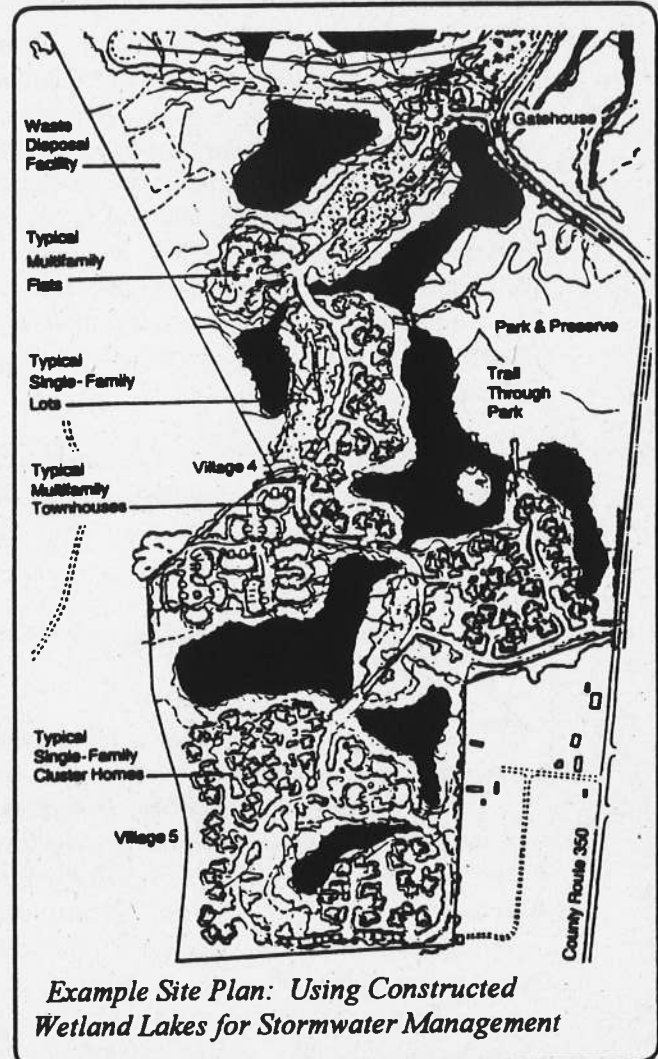 Gatehouse
Waste
Disposal
Facility
Typical
Multifamily
Flats
Park & Preserve
Typical
Single-Family
Lots
Trail
Through
Park
Village 4
Typical
Multifamily
Townhouses
Typical
Single-Family
Cluster Homes
Village 5
County Route 350
Example Site Plan: Using Constructed
Wetland Lakes for Stormwater Management